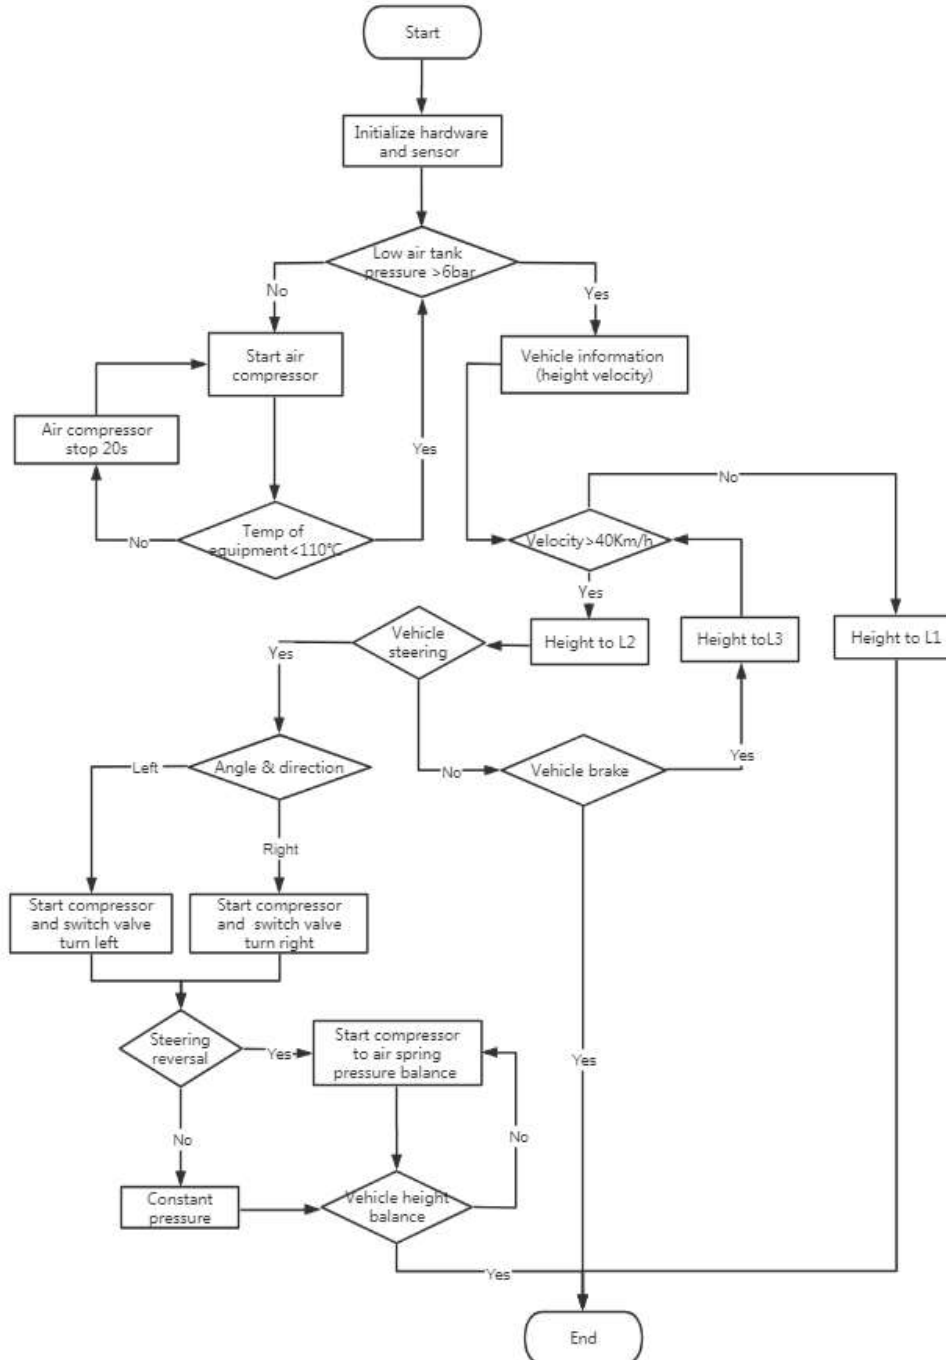 Start
Initialize hardware
and sensor
Low air tank
pressure >6bar
No
Yes
Start air
compressor
Vehicle information
(height velocity)
Air compressor
stop 20s
Yes
No
Temp of
equipment<110℃
No
Velocity>40Km/h
Yes
Vehicle
steering
Height to L2
Height toL3
Height to L1
Yes
No
Vehicle brake
Yes
Angle & direction
Left
Right
Start compressor
and switch valve
turn left
Start compressor
and  switch valve
turn right
Steering
reversal
Yes
Start compressor
to air spring
pressure balance
Yes
No
No
Constant
pressure
Vehicle height
balance
Yes
End